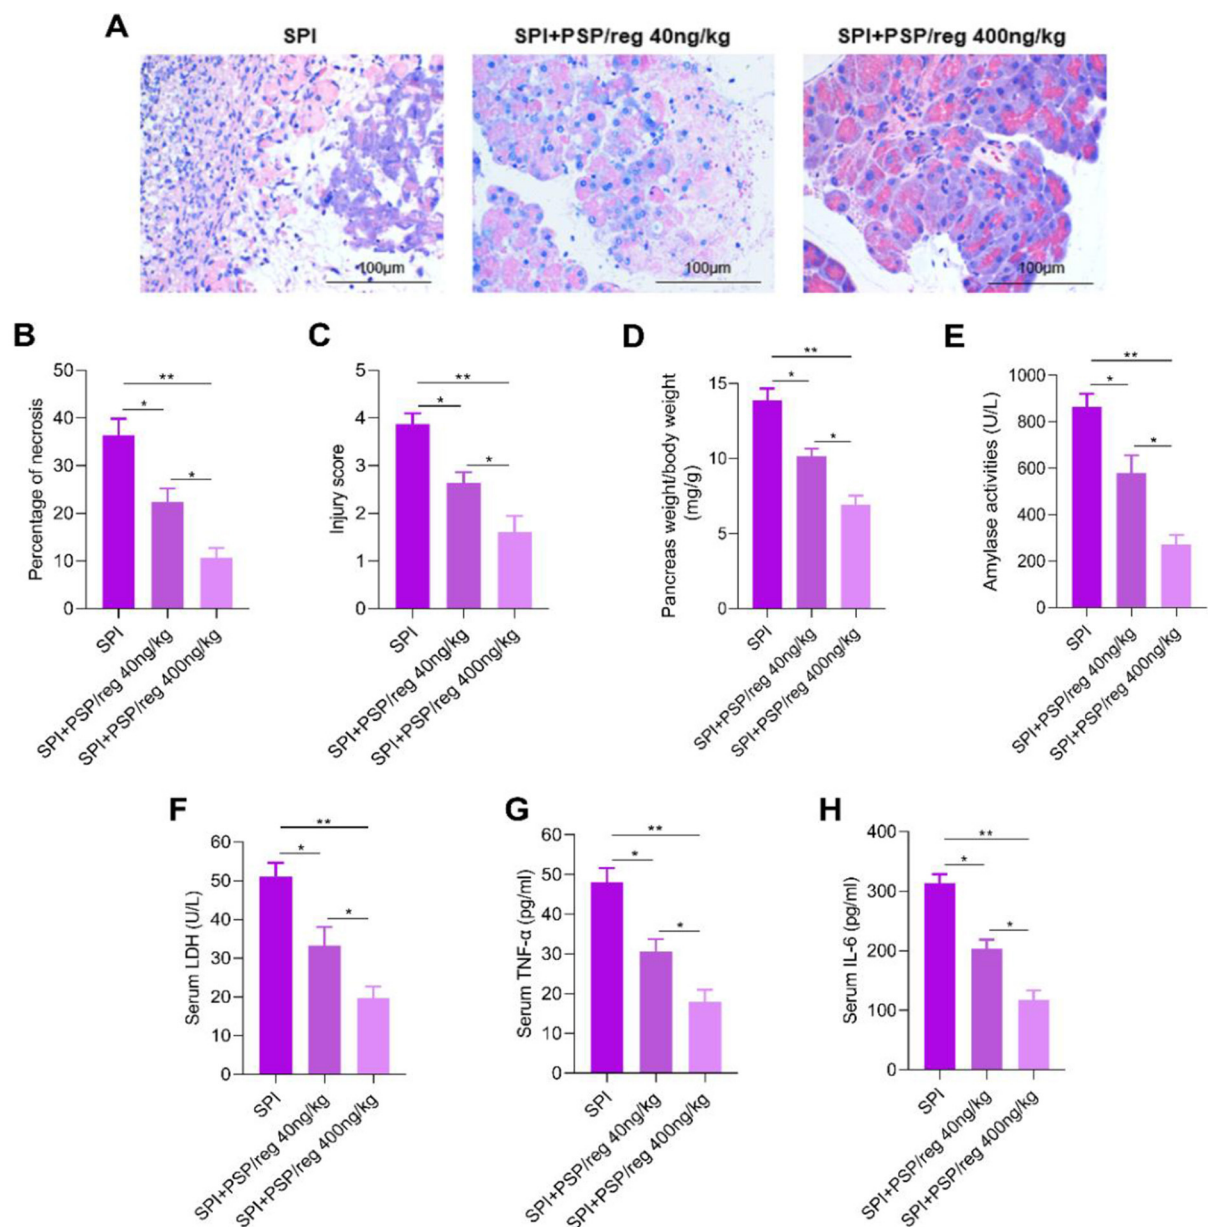 A
SPI
SPI+PSP/reg 40ng/kg
SPI+PSP/reg 400ng/kg
100μm
100μm
100μm
B
Percentage of necrosis
50
40
30
20
10
0
**
*
*
SPI
SPI+PSP/reg 40ng/kg
SPI+PSP/reg 400ng/kg
C
Injury score
5
4
3
2
1
0
**
*
*
SPI
SPI+PSP/reg 40ng/kg
SPI+PSP/reg 400ng/kg
D
Pancreas weight/body weight
(mg/g)
15
10
5
0
**
*
*
SPI
SPI+PSP/reg 40ng/kg
SPI+PSP/reg 400ng/kg
E
Amylase activities (U/L)
1000
800
600
400
200
0
**
*
*
SPI
SPI+PSP/reg 40ng/kg
SPI+PSP/reg 400ng/kg
F
Serum LDH (U/L)
60
50
40
30
20
10
0
**
*
*
SPI
SPI+PSP/reg 40ng/kg
SPI+PSP/reg 400ng/kg
G
Serum TNF-α (pg/ml)
60
50
40
30
20
10
0
**
*
*
SPI
SPI+PSP/reg 40ng/kg
SPI+PSP/reg 400ng/kg
H
Serum IL-6 (pg/ml)
400
300
200
100
0
**
*
*
SPI
SPI+PSP/reg 40ng/kg
SPI+PSP/reg 400ng/kg